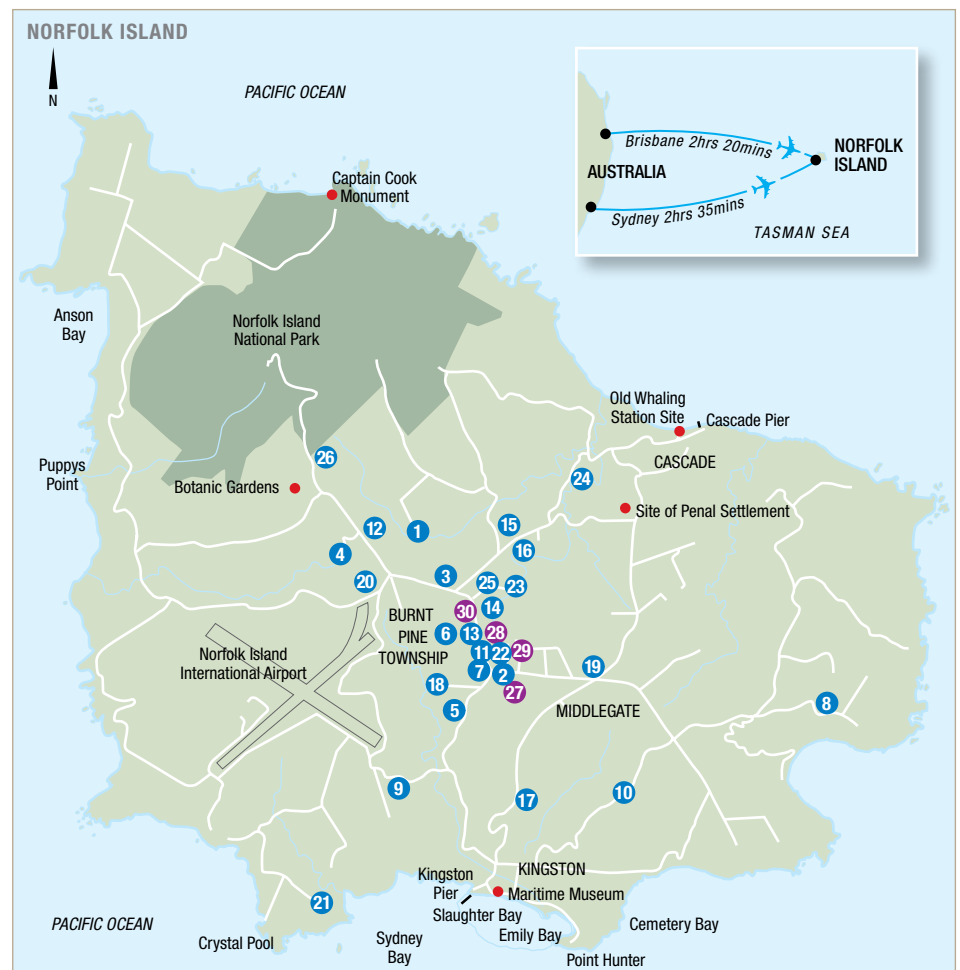 NORFOLK ISLAND
N
PACIFIC OCEAN
Brisbane 2hrs 20mins
NORFOLK
ISLAND
AUSTRALIA
Sydney 2hrs 35mins
TASMAN SEA
Captain Cook
Monument
Anson
Bay
Norfolk Island
National Park
Old Whaling
Station Site
Cascade Pier
CASCADE
Puppys
Point
26
Botanic Gardens
24
Site of Penal Settlement
12
1
15
4
16
20
3
25
23
30
14
BURNT
PINE
TOWNSHIP
6
13
28
11
22
29
Norfolk Island
International Airport
7
2
19
18
27
5
MIDDLEGATE
8
9
17
10
KINGSTON
Kingston
Pier
Maritime Museum
21
Slaughter Bay
Emily Bay
Cemetery Bay
PACIFIC OCEAN
Crystal Pool
Sydney
Bay
Point Hunter